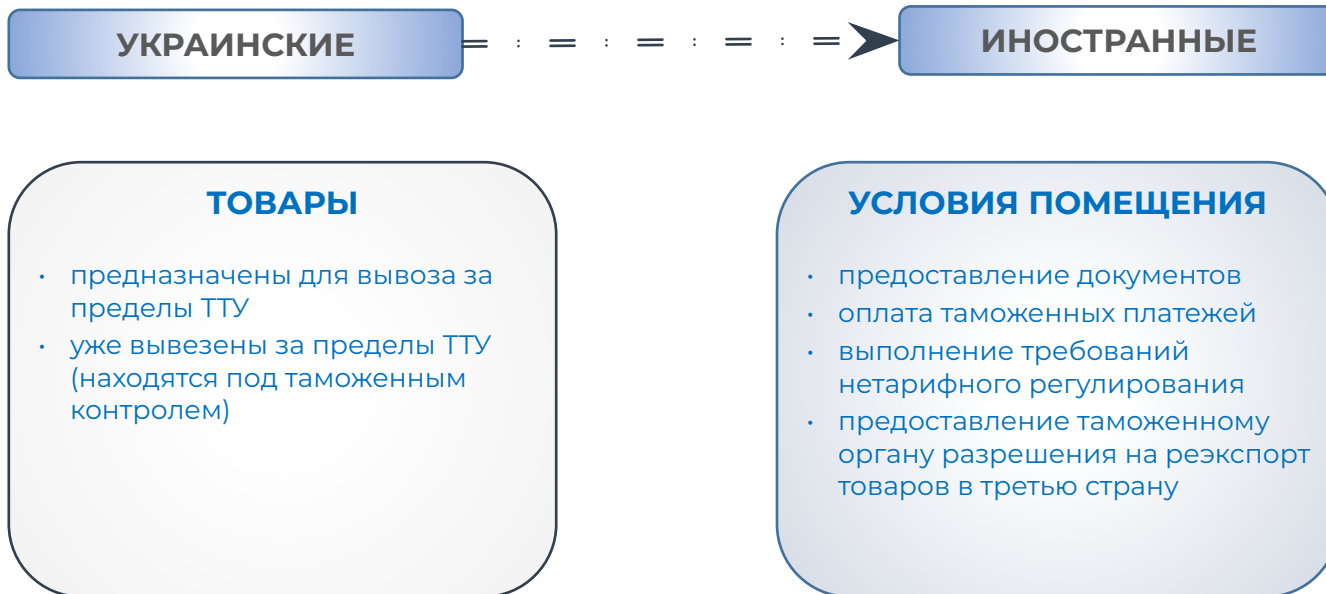 УКРАИНСКИЕ
ИНОСТРАННЫЕ
ТОВАРЫ
• предназначены для вывоза за
пределы ТТУ
• уже вывезены за пределы ТТУ
(находятся под таможенным
контролем)
УСЛОВИЯ ПОМЕЩЕНИЯ
• предоставление документов
• оплата таможенных платежей
• выполнение требований
нетарифного регулирования
• предоставление таможенному
органу разрешения на реэкспорт
товаров в третью страну